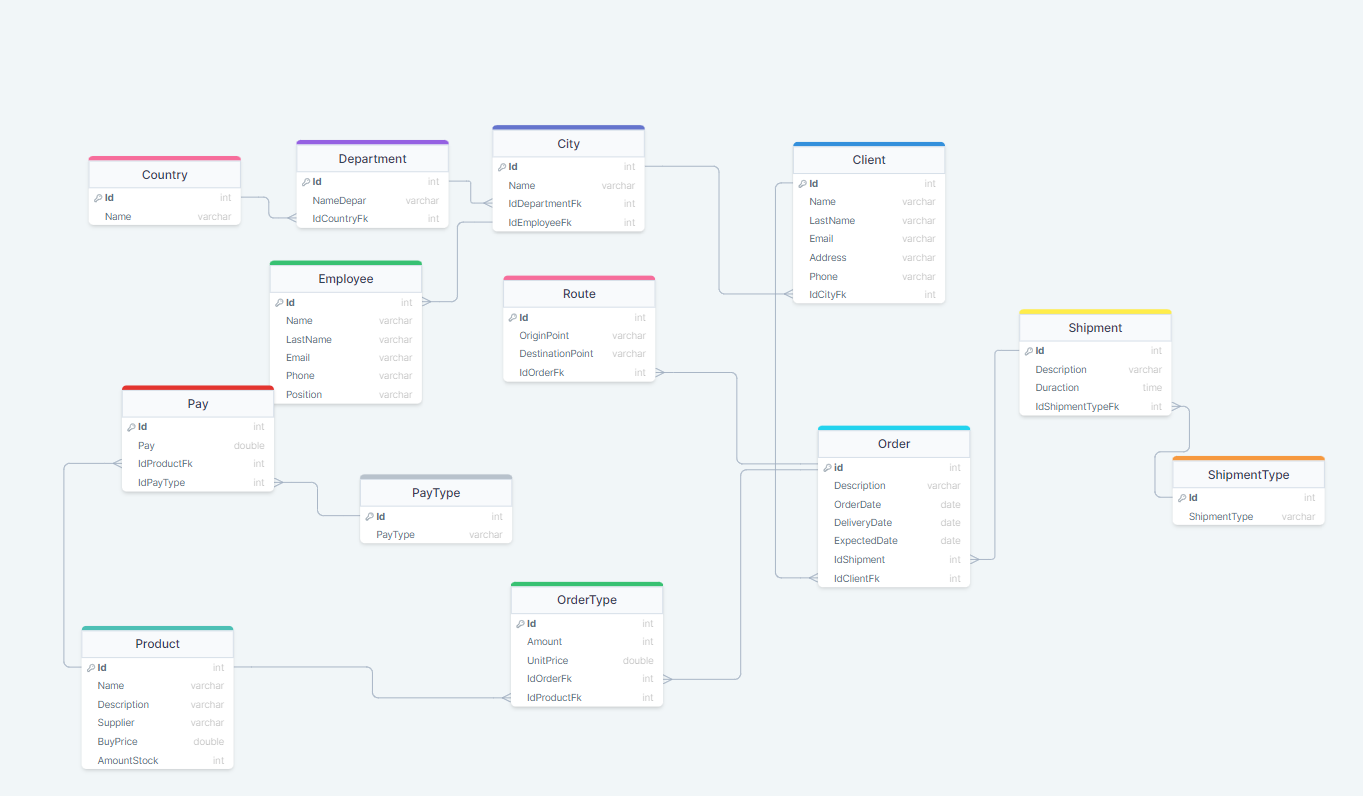 Country
Id int
Name varchar
Department
Id int
NameDepar varchar
IdCountryFk int
City
Id int
Name varchar
IdDepartmentFk int
IdEmployeeFk int
Client
Id int
Name varchar
LastName varchar
Email varchar
Address varchar
Phone varchar
IdCityFk int
Employee
Id int
Name varchar
LastName varchar
Email varchar
Phone varchar
Position varchar
Route
Id int
OriginPoint varchar
DestinationPoint varchar
IdOrderFk int
Shipment
Id int
Description varchar
Duraction time
IdShipmentTypeFk int
Pay
Id int
Pay double
IdProductFk int
IdPayType int
PayType
Id int
PayType varchar
Order
id int
Description varchar
OrderDate date
DeliveryDate date
ExpectedDate date
IdShipment int
IdClientFk int
ShipmentType
Id int
ShipmentType varchar
OrderType
Id int
Amount int
UnitPrice double
IdOrderFk int
IdProductFk int
Product
Id int
Name varchar
Description varchar
Supplier varchar
BuyPrice double
AmountStock int